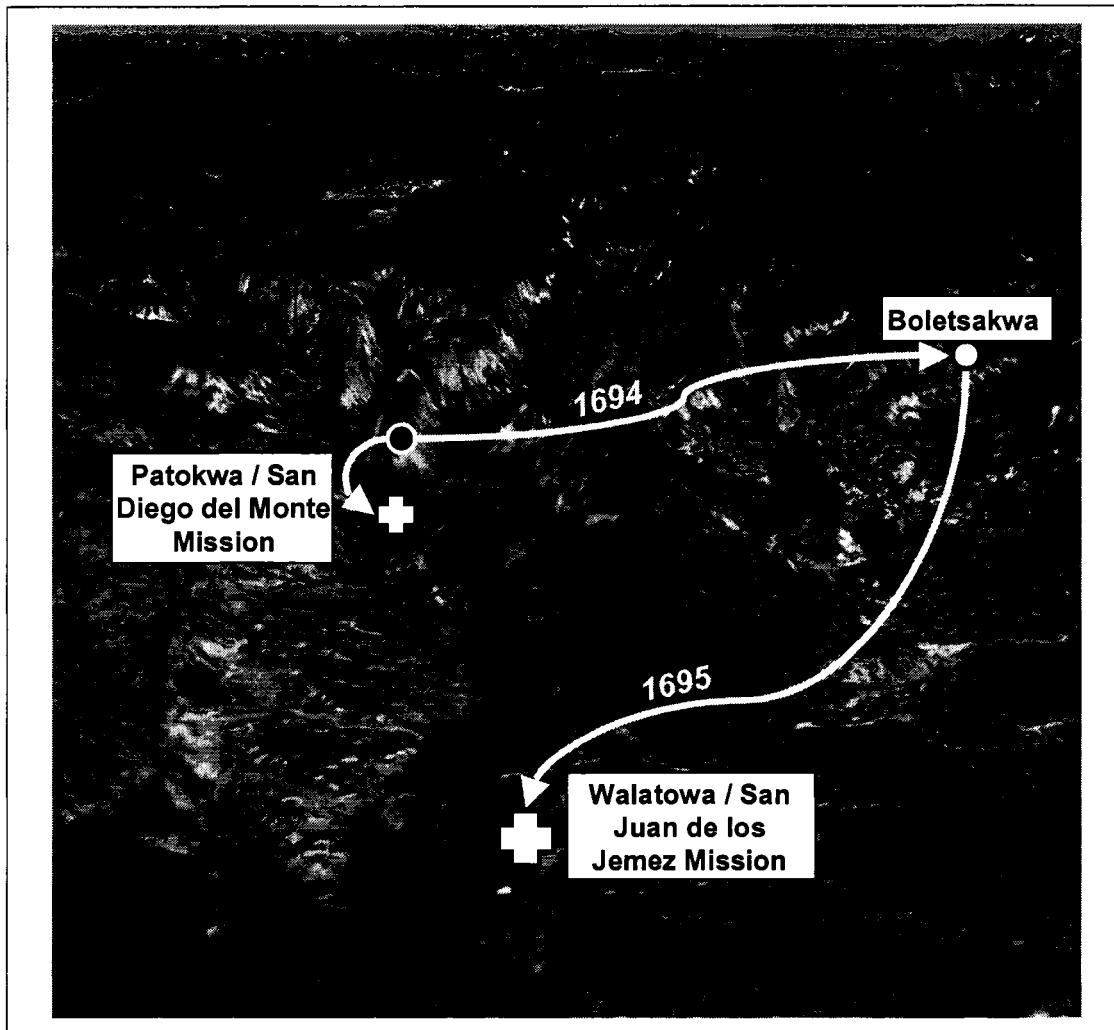 Boletsakwa
1694
Patokwa / San
Diego del Monte
Mission
1695
Walatowa / San
Juan de los
Jemez Mission